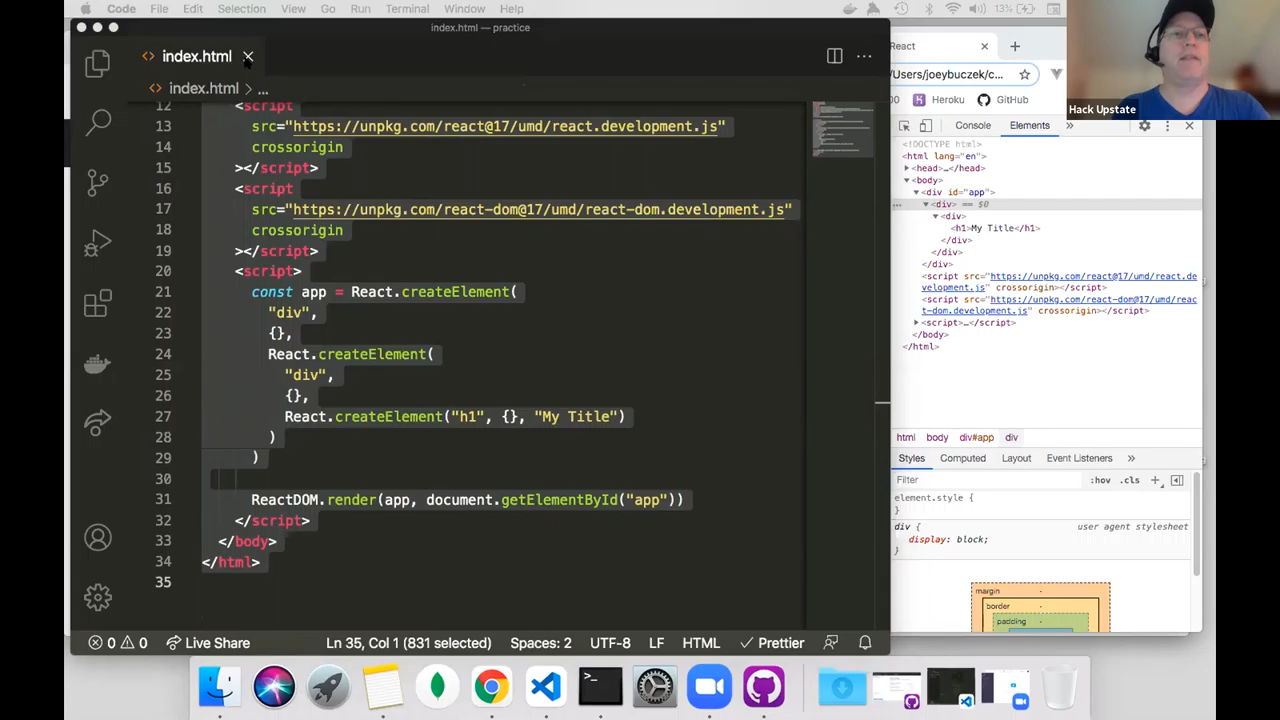 Code File Edit Selection View Go Run Terminal Window Help 13%
index.html — practice
index.html
index.html > ...
12 <script
13 src="https://unpkg.com/react@17/umd/react.development.js"
14 crossorigin
15 ></script>
16 <script
17 src="https://unpkg.com/react-dom@17/umd/react-dom.development.js"
18 crossorigin
19 ></script>
20 <script>
21 const app = React.createElement(
22 "div",
23 {},
24 React.createElement(
25 "div",
26 {},
27 React.createElement("h1", {}, "My Title")
28 )
29 )
30
31 ReactDOM.render(app, document.getElementById("app"))
32 </script>
33 </body>
34 </html>
35
0 0 Live Share Ln 35, Col 1 (831 selected) Spaces: 2 UTF-8 LF HTML Prettier
React
/Users/joeybuczek/c...
00 Heroku GitHub
Hack Upstate
Console Elements »
<!DOCTYPE html>
<html lang="en">
<head>…</head>
<body>
<div id="app">
... <div> == $0
<div>
<h1>My Title</h1>
</div>
</div>
</div>
<script src="https://unpkg.com/react@17/umd/react.de
velopment.js" crossorigin></script>
<script src="https://unpkg.com/react-dom@17/umd/reac
t-dom.development.js" crossorigin></script>
<script>…</script>
</body>
</html>
html body div#app div
Styles Computed Layout Event Listeners »
Filter :hov .cls +
element.style {
}
div { user agent stylesheet
display: block;
}
margin -
border -
padding -